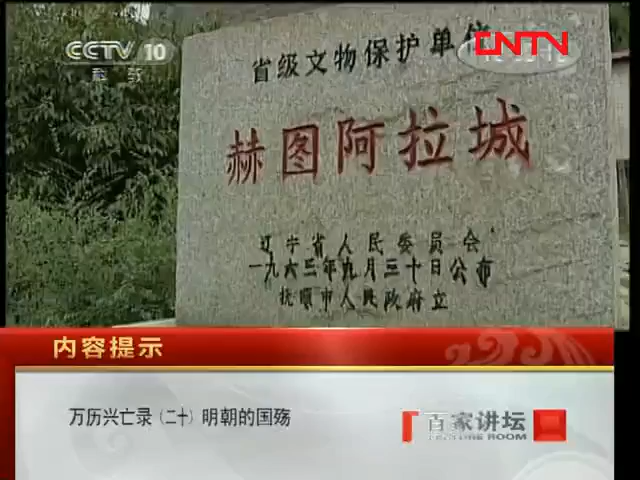 CCTV 10
科教
CNTN
省级文物保护单位
赫图阿拉城
辽宁省人民委员会
一九六三年九月三十日公布
抚顺市人民政府立
内容提示
万历兴亡录（二十）明朝的国殇
百家讲坛
LECTURE ROOM